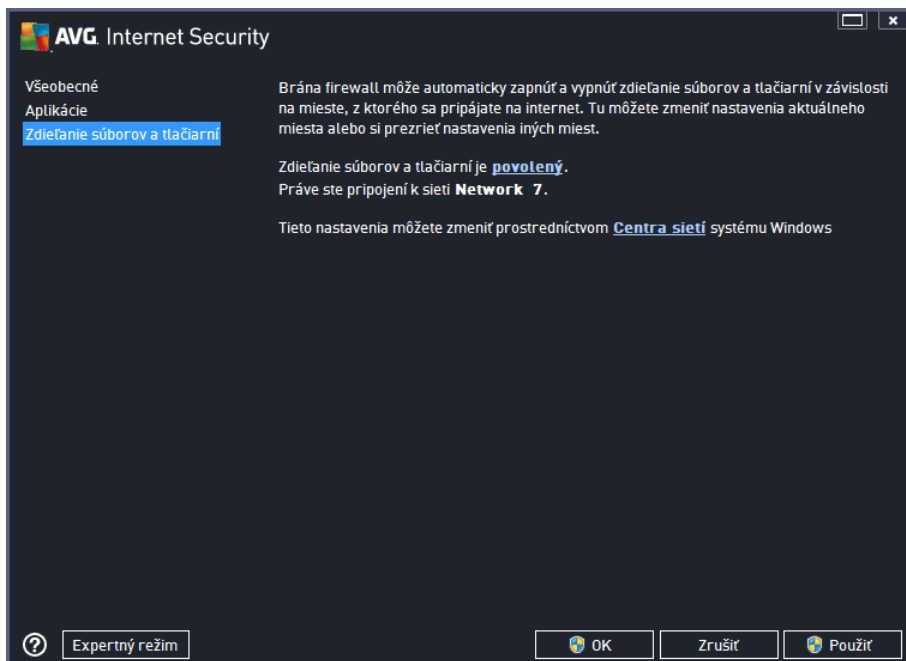 AVG. Internet Security
Všeobecné
Aplikácie
Zdieľanie súborov a tlačiarní
Brána firewall môže automaticky zapnúť a vypnúť zdieľanie súborov a tlačiarní v závislosti
na mieste, z ktorého sa pripájate na internet. Tu môžete zmeniť nastavenia aktuálneho
miesta alebo si prezrieť nastavenia iných miest.
Zdieľanie súborov a tlačiarní je povolený.
Práve ste pripojení k sieti Network 7.
Tieto nastavenia môžete zmeniť prostredníctvom Centra sietí systému Windows
? Expertný režim OK Zrušiť Použiť